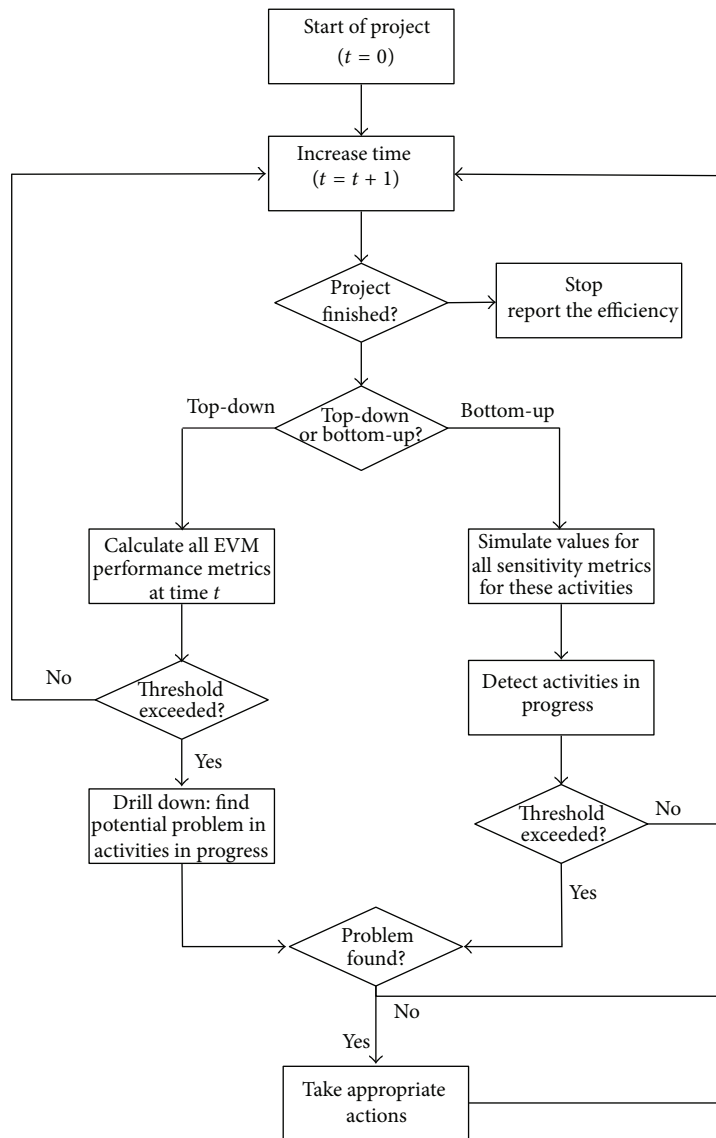 Start of project
(t = 0)
Increase time
(t = t + 1)
Project
finished?
Stop
report the efficiency
Top-down
Top-down
or bottom-up?
Bottom-up
Calculate all EVM
performance metrics
at time t
Simulate values for
all sensitivity metrics
for these activities
No
Threshold
exceeded?
Detect activities in
progress
Yes
Drill down: find
potential problem in
activities in progress
Threshold
exceeded?
No
Yes
Problem
found?
No
Yes
Take appropriate
actions